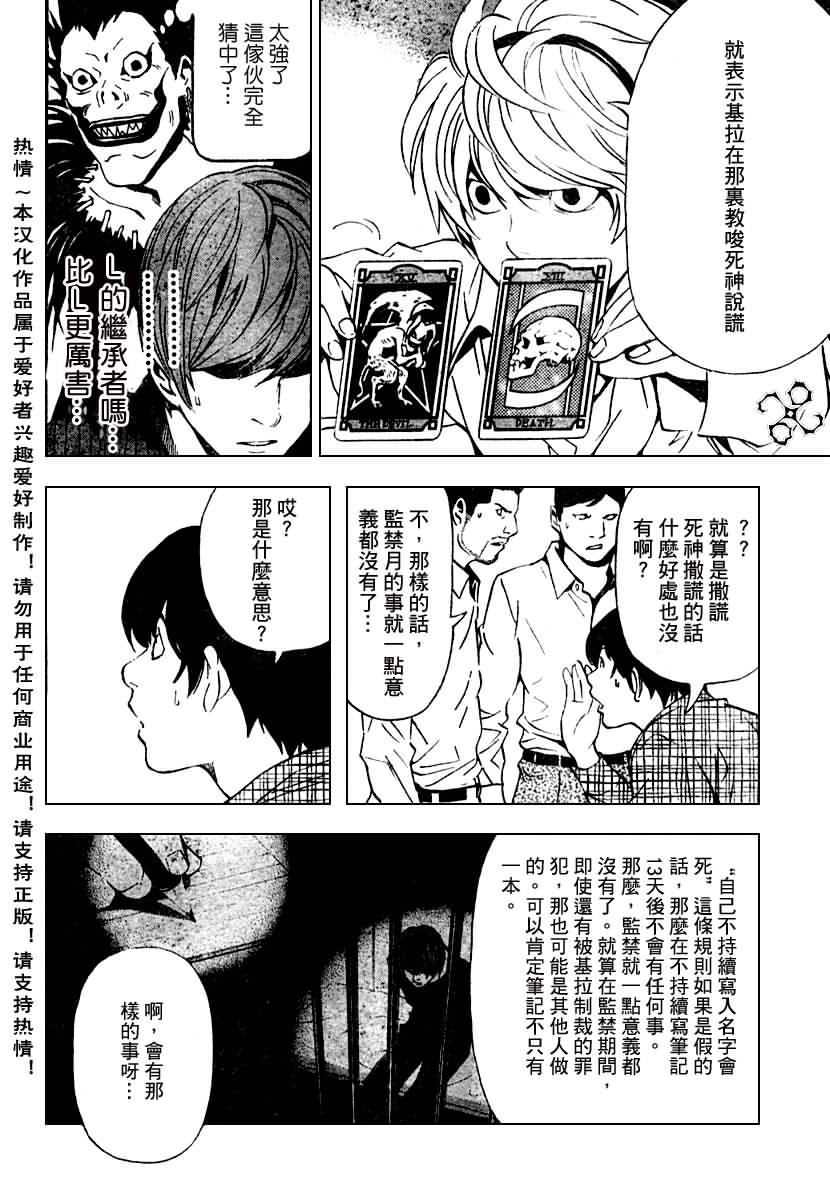 就表示基拉在那裏教唆死神說謊
XV
THE DEVIL
XIII
DEATH
太強了
這傢伙完全
猜中了…
…………
L的繼承者嗎…
比L更厲害…
？？
就算是撒謊
死神撒謊的話
什麼好處也沒
有啊？
不，那樣的話，
監禁月的事就一點意
義都沒有了…
哎？
那是什麼意思？
“自己不持續寫入名字會
死”這條規則如果是假的
話，那麼在不持續寫筆記
13天後不會有任何事。
那麼，監禁就一點意義都
沒有了。就算在監禁期間，
即使還有被基拉制裁的罪
犯，那也可能是其他人做
的。可以肯定筆記不只有
一本。
啊，會有那
樣的事呀…
热情～本汉化作品属于爱好者兴趣爱好制作！请勿用于任何商业用途！请支持正版！请支持热情！